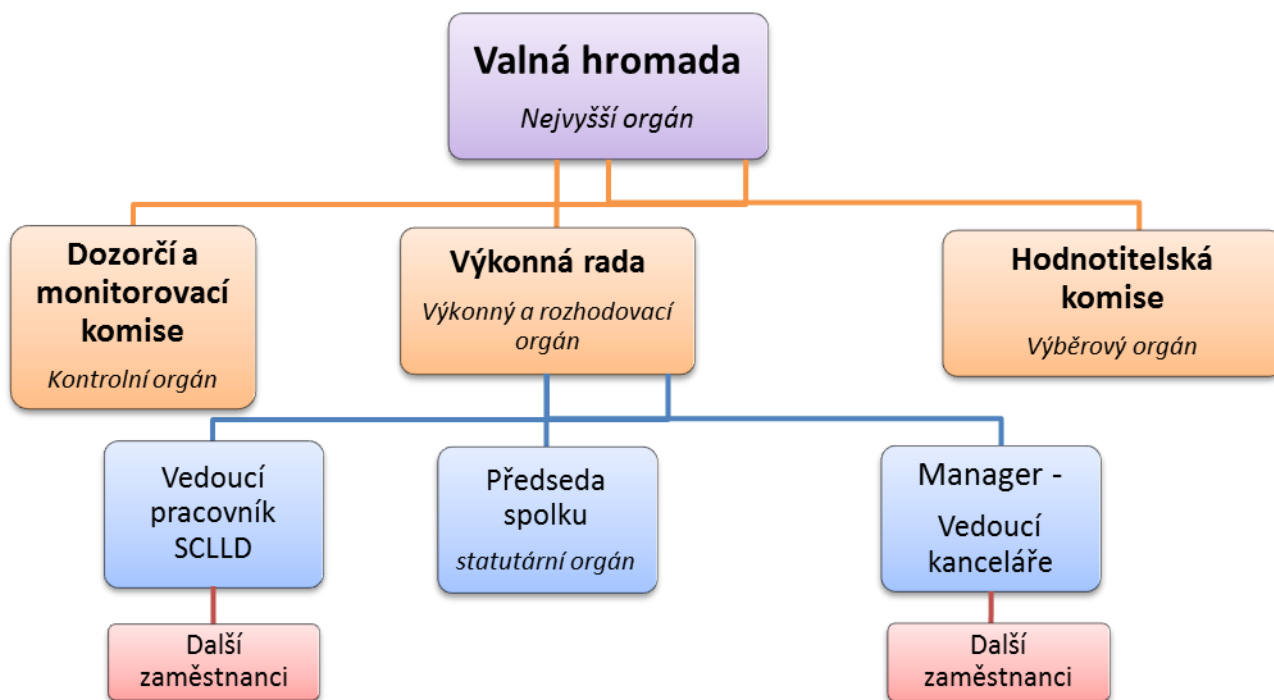 Valná hromada
Nejvyšší orgán
Dozorčí a
monitorovací
komise
Kontrolní orgán
Výkonná rada
Výkonný a rozhodovací
orgán
Hodnotitelská
komise
Výběrový orgán
Vedoucí
pracovník
SCLLD
Předseda
spolku
statutární orgán
Manager -
Vedoucí
kanceláře
Další
zaměstnanci
Další
zaměstnanci